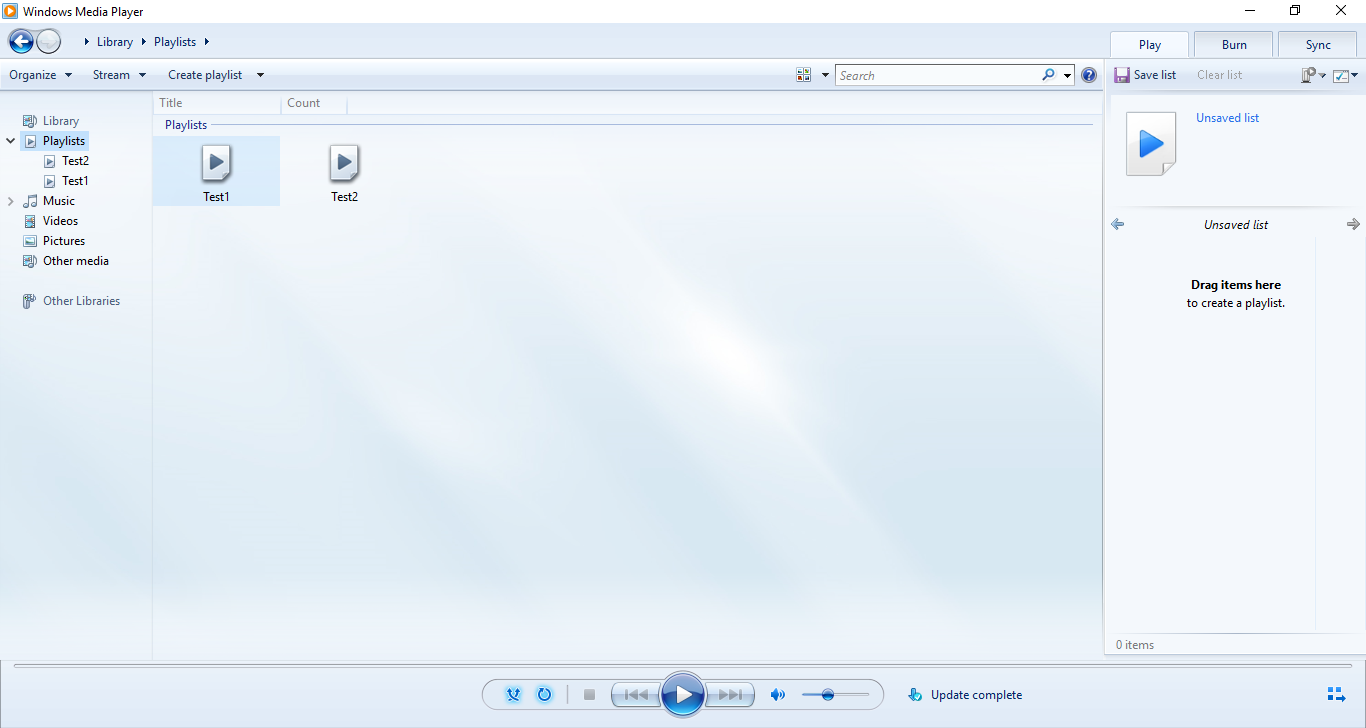 Windows Media Player
Library Playlists
Play Burn Sync
Organize Stream Create playlist
Search
Save list Clear list
Title Count
Library
Playlists
Test2
Test1
Music
Videos
Pictures
Other media
Other Libraries
Playlists
Test1 Test2
Unsaved list
Unsaved list
Drag items here
to create a playlist.
0 items
Update complete